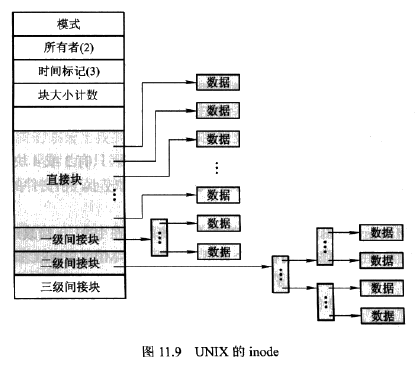 模式
所有者(2)
时间标记(3)
块大小计数
直接块
一级间接块
二级间接块
三级间接块
数据
数据
数据
数据
数据
数据
数据
数据
数据
数据
图 11.9 UNIX 的 inode